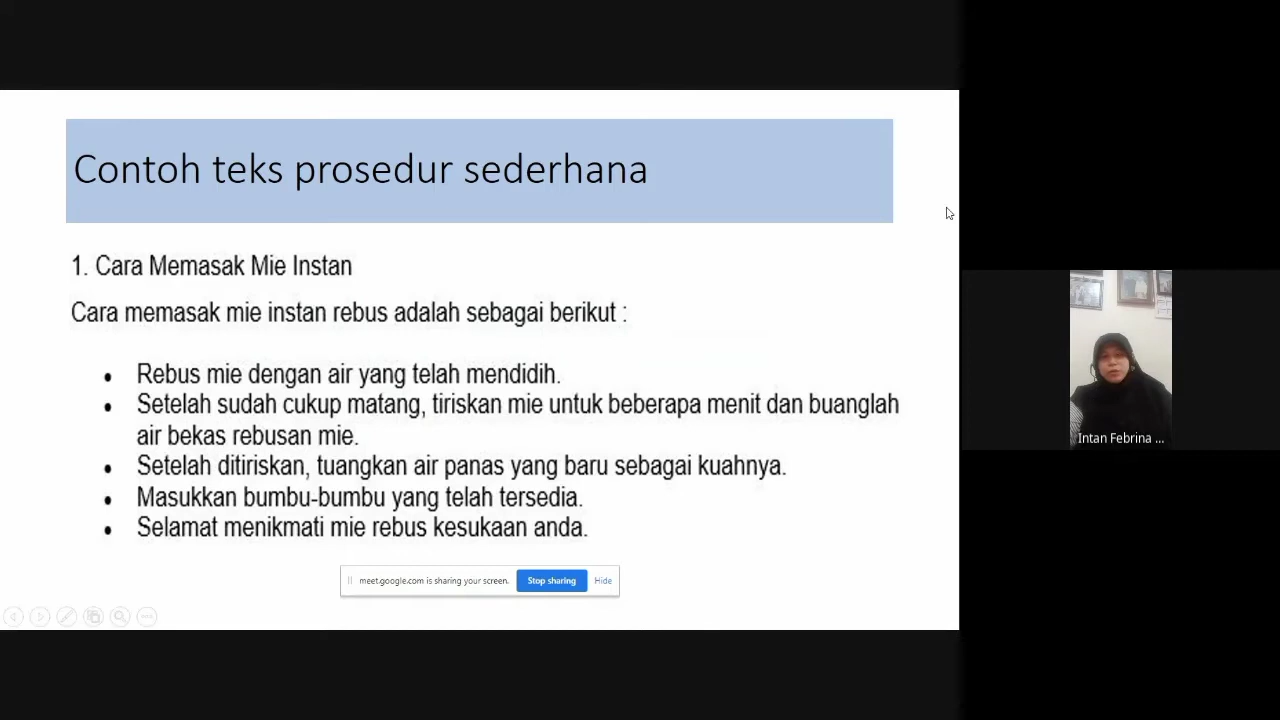 Contoh teks prosedur sederhana
1. Cara Memasak Mie Instan
Cara memasak mie instan rebus adalah sebagai berikut :
• Rebus mie dengan air yang telah mendidih.
• Setelah sudah cukup matang, tiriskan mie untuk beberapa menit dan buanglah
air bekas rebusan mie.
• Setelah ditiriskan, tuangkan air panas yang baru sebagai kuahnya.
• Masukkan bumbu-bumbu yang telah tersedia.
• Selamat menikmati mie rebus kesukaan anda.
meet.google.com is sharing your screen. Stop sharing Hide
Intan Febrina ...